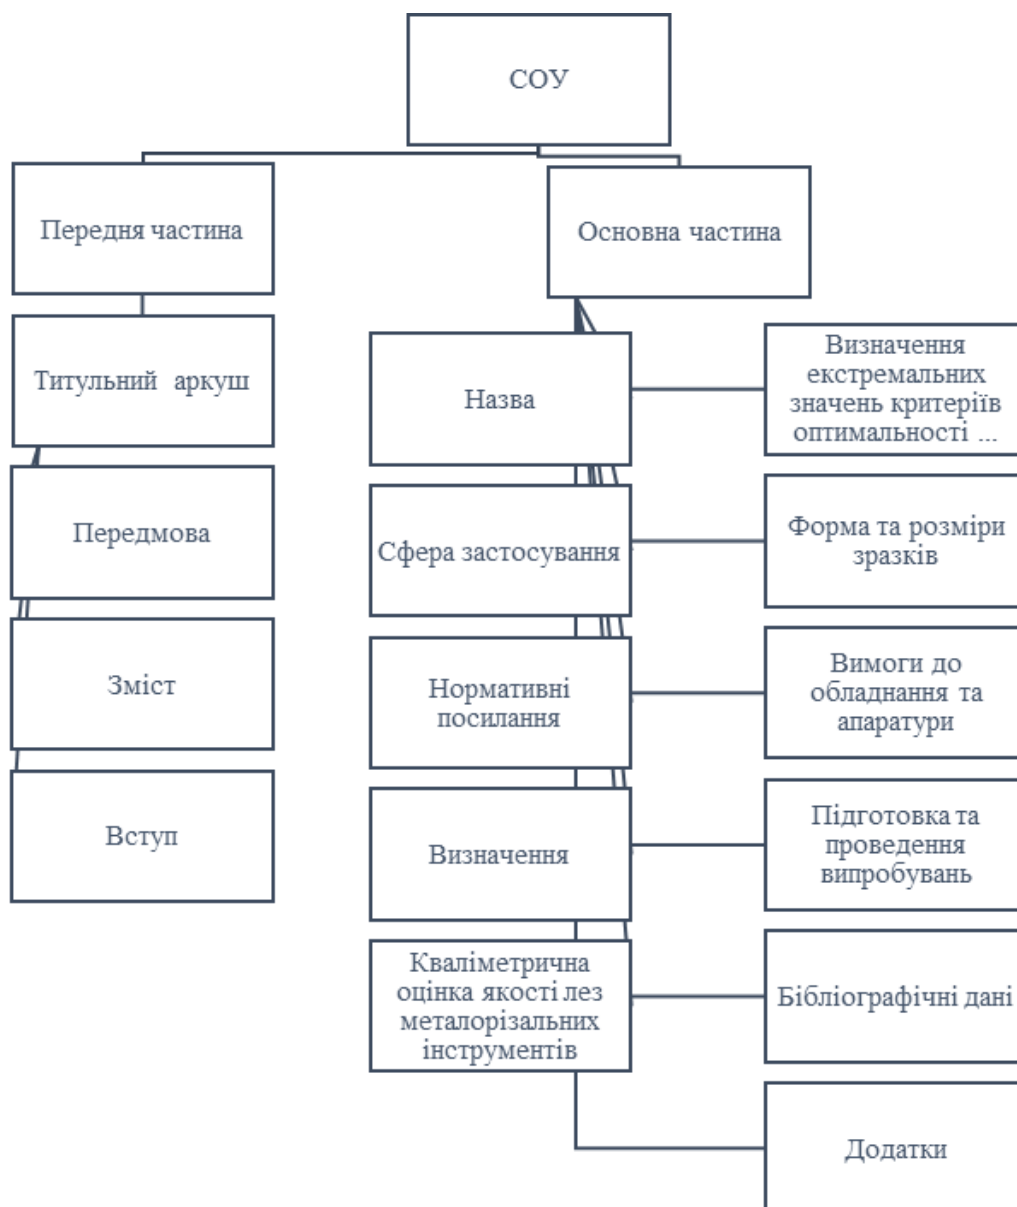 СОУ
Передня частина
Основна частина
Титульний аркуш
Передмова
Зміст
Вступ
Назва
Сфера застосування
Нормативні
посилання
Визначення
Кваліметрична
оцінка якості лез
металорізальних
інструментів
Визначення
екстремальних
значень критеріїв
оптимальності ...
Форма та розміри
зразків
Вимоги до
обладнання та
апаратури
Підготовка та
проведення
випробувань
Бібліографічні дані
Додатки